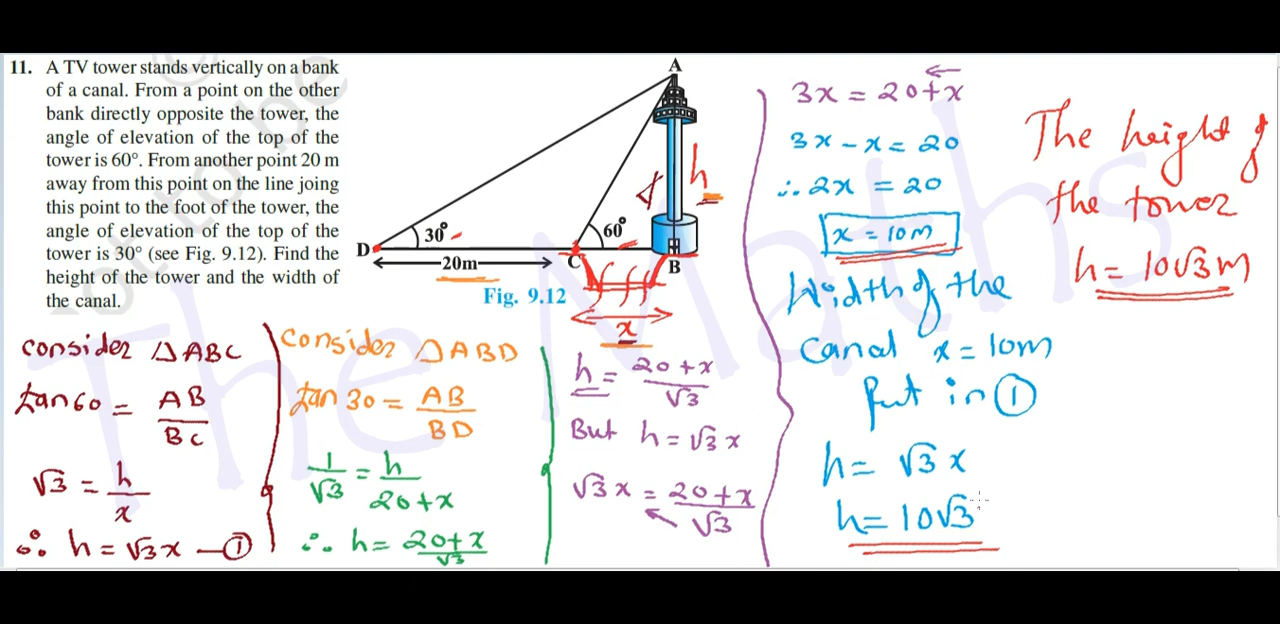 11. A TV tower stands vertically on a bank
of a canal. From a point on the other
bank directly opposite the tower, the
angle of elevation of the top of the
tower is 60°. From another point 20 m
away from this point on the line joing
this point to the foot of the tower, the
angle of elevation of the top of the
tower is 30° (see Fig. 9.12). Find the
height of the tower and the width of
the canal.
A
h
30°
60°
D
20m
C
B
Fig. 9.12
x
consider △ABC
tan60 = AB/BC
√3 = h/x
∴ h = √3x —①
consider △ABD
tan 30 = AB/BD
1/√3 = h/20+x
∴ h = 20+x/√3
h = 20+x/√3
But h = √3x
√3x = 20+x/√3
3x = 20+x
3x – x = 20
∴ 2x = 20
x = 10m
Width of the
canal x = 10m
Put in ①
h = √3x
h = 10√3
The height of
the tower
h = 10√3m
The Maths